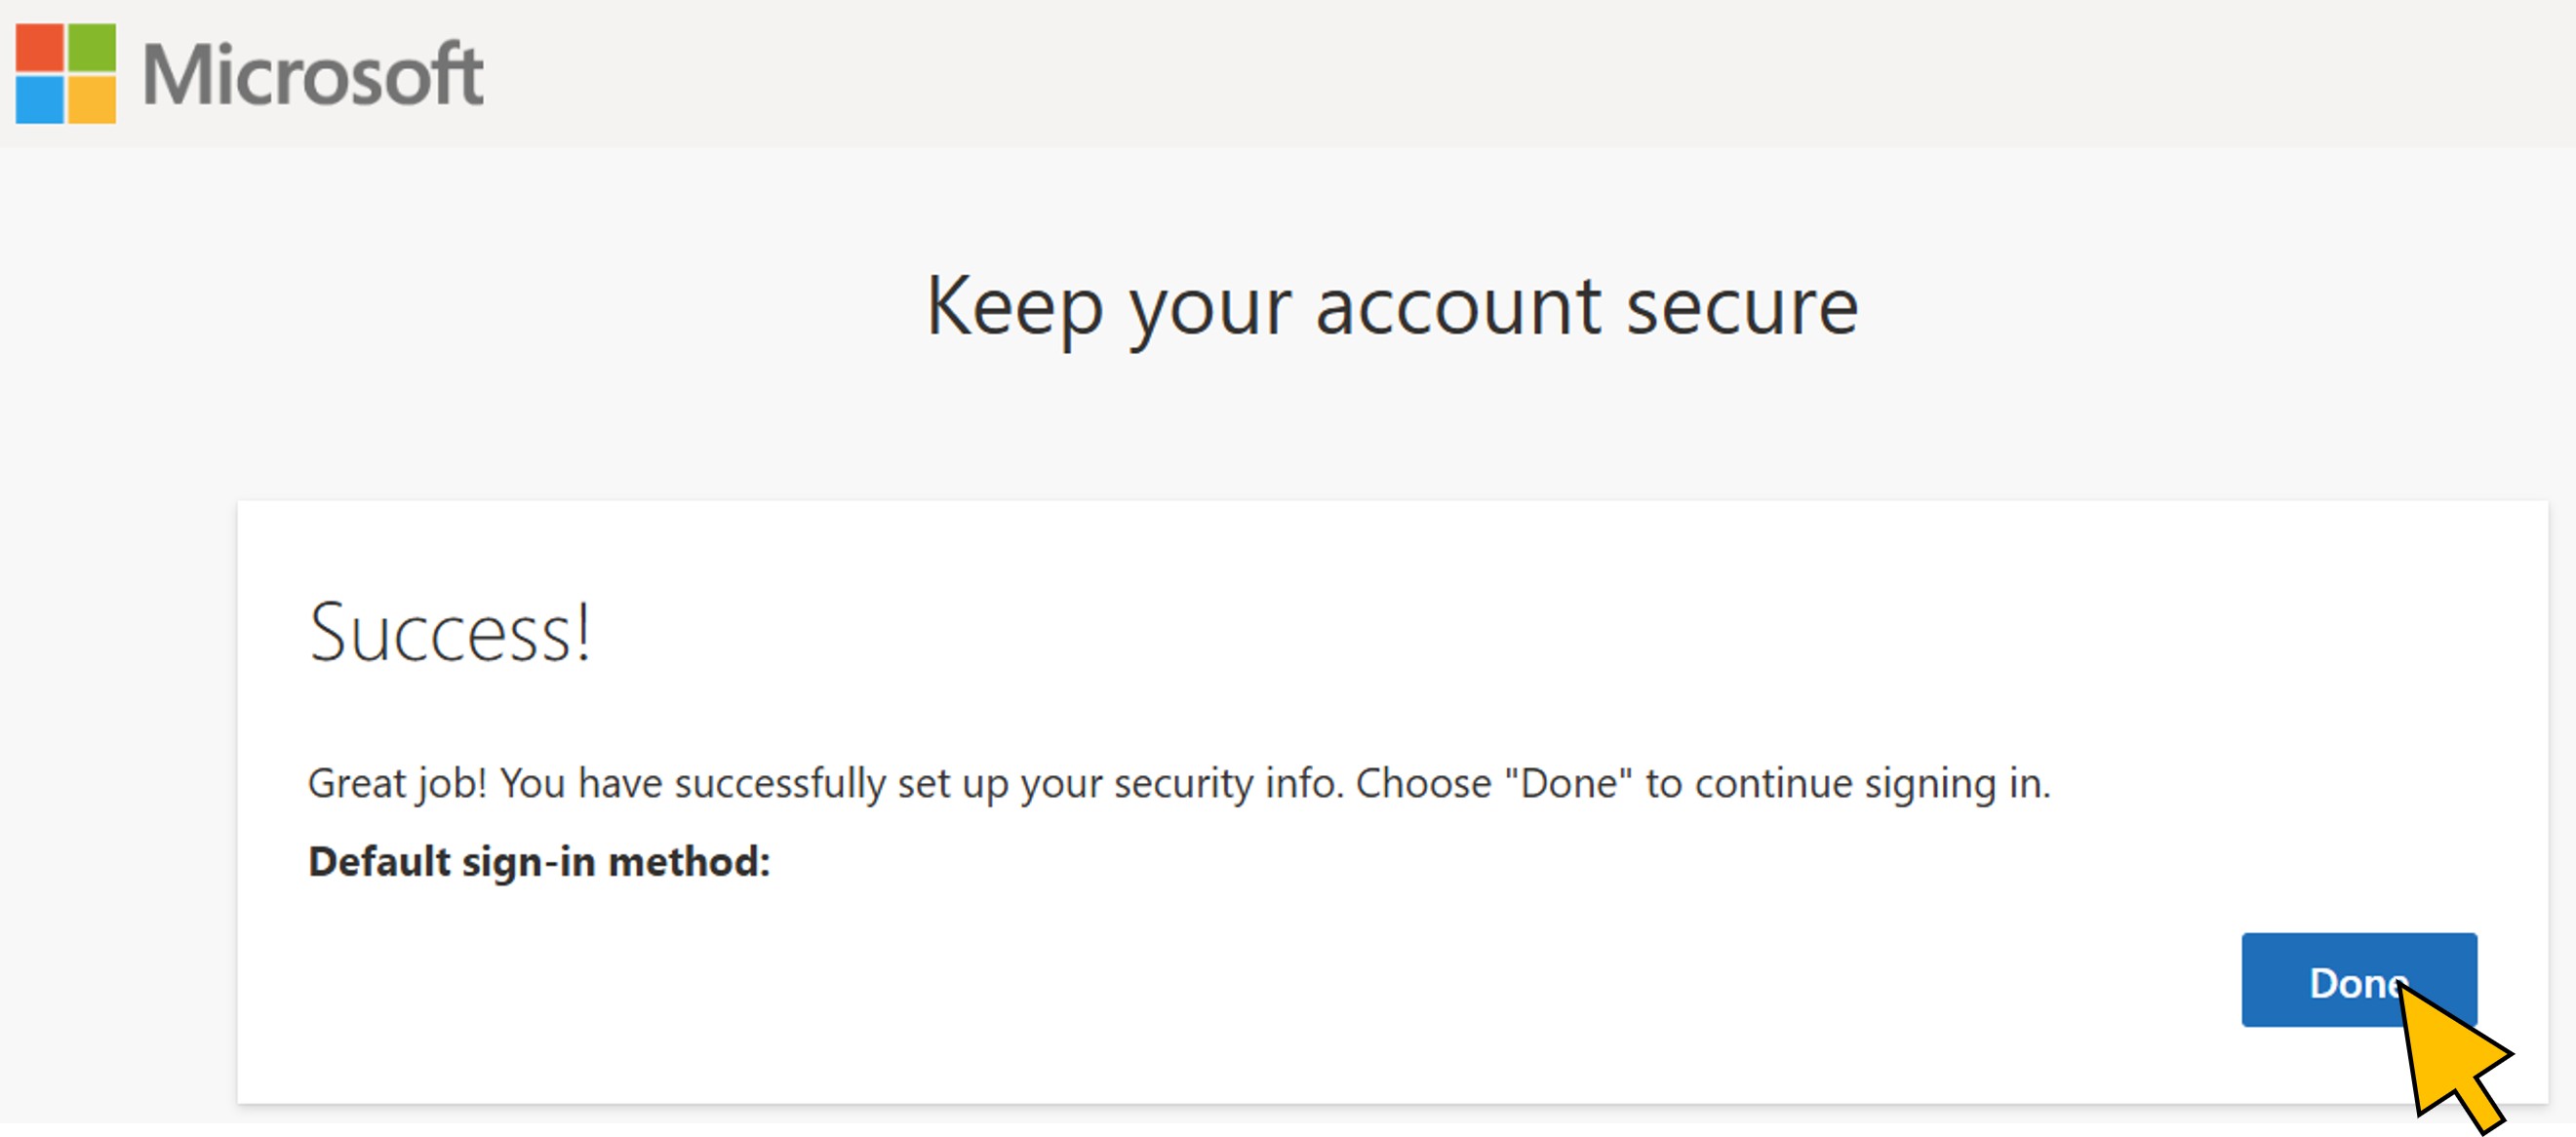 Microsoft
Keep your account secure
Success!
Great job! You have successfully set up your security info. Choose "Done" to continue signing in.
Default sign-in method:
Done